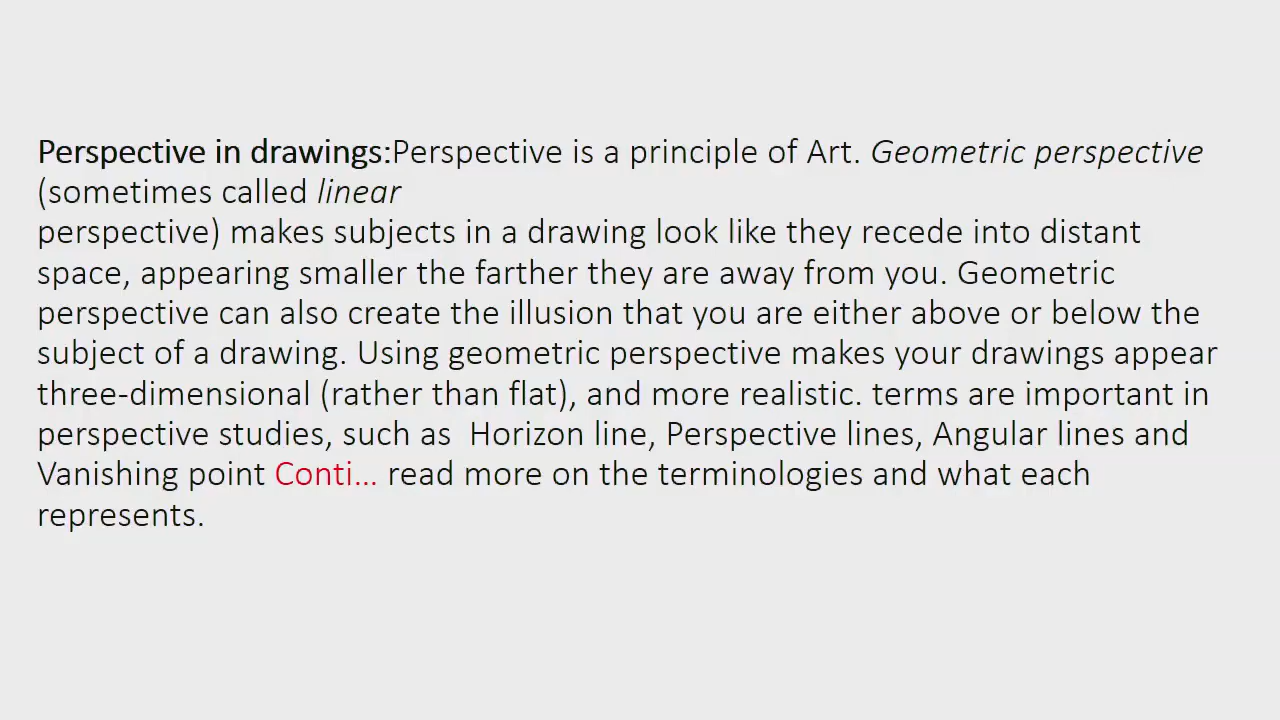 Perspective in drawings:Perspective is a principle of Art. Geometric perspective
(sometimes called linear
perspective) makes subjects in a drawing look like they recede into distant
space, appearing smaller the farther they are away from you. Geometric
perspective can also create the illusion that you are either above or below the
subject of a drawing. Using geometric perspective makes your drawings appear
three-dimensional (rather than flat), and more realistic. terms are important in
perspective studies, such as  Horizon line, Perspective lines, Angular lines and
Vanishing point Conti... read more on the terminologies and what each
represents.